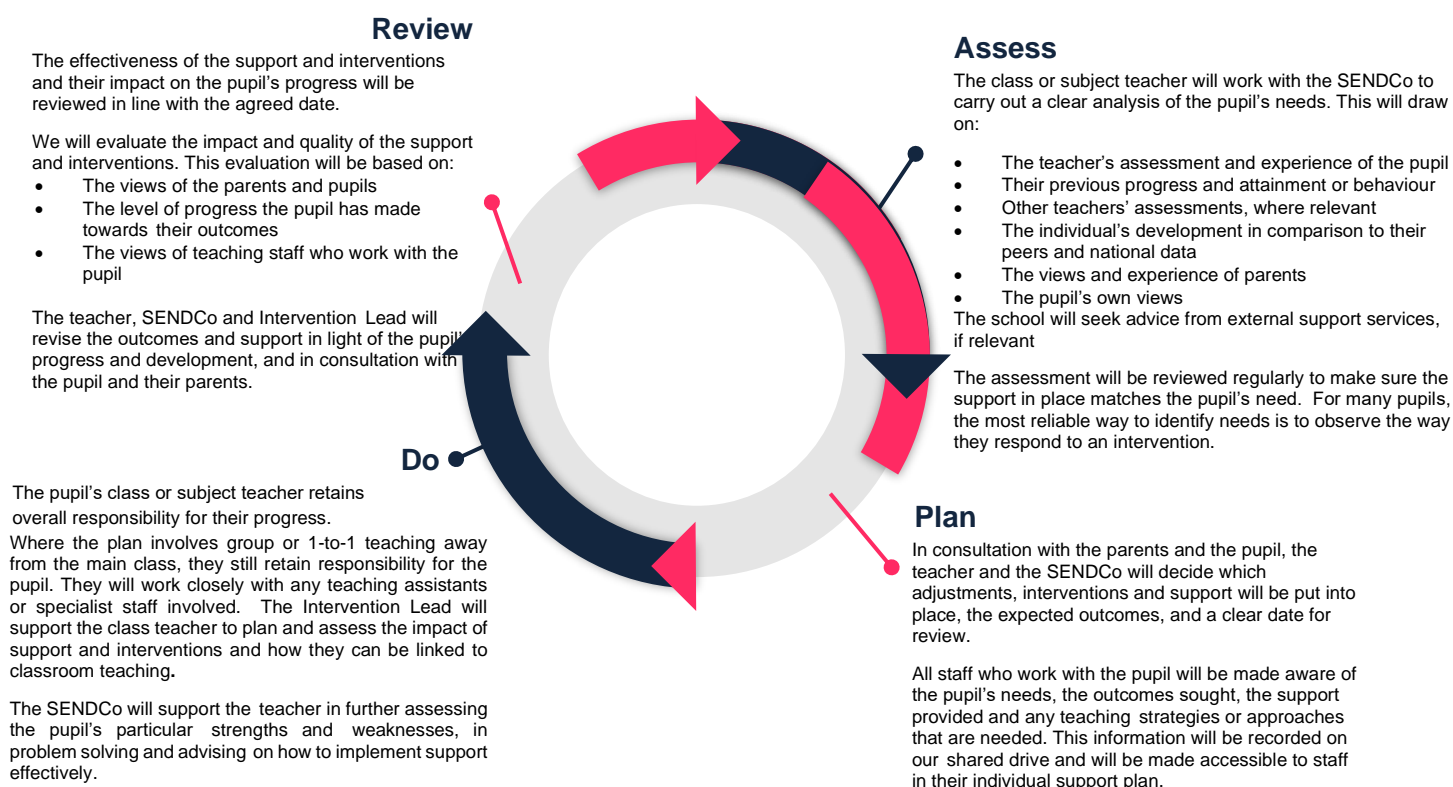 Review
The effectiveness of the support and interventions
and their impact on the pupil's progress will be
reviewed in line with the agreed date.
We will evaluate the impact and quality of the support
and interventions. This evaluation will be based on:
• The views of the parents and pupils
• The level of progress the pupil has made
towards their outcomes
• The views of teaching staff who work with the
pupil
The teacher, SENDCo and Intervention Lead will
revise the outcomes and support in light of the pupil'
progress and development, and in consultation with
the pupil and their parents.
Assess
The class or subject teacher will work with the SENDCo to
carry out a clear analysis of the pupil's needs. This will draw
on:
• The teacher's assessment and experience of the pupil
• Their previous progress and attainment or behaviour
• Other teachers' assessments, where relevant
• The individual's development in comparison to their
peers and national data
• The views and experience of parents
• The pupil's own views
The school will seek advice from external support services,
if relevant
The assessment will be reviewed regularly to make sure the
support in place matches the pupil's need. For many pupils,
the most reliable way to identify needs is to observe the way
they respond to an intervention.
Do
The pupil's class or subject teacher retains
overall responsibility for their progress.
Where the plan involves group or 1-to-1 teaching away
from the main class, they still retain responsibility for the
pupil. They will work closely with any teaching assistants
or specialist staff involved. The Intervention Lead will
support the class teacher to plan and assess the impact of
support and interventions and how they can be linked to
classroom teaching.
The SENDCo will support the teacher in further assessing
the pupil's particular strengths and weaknesses, in
problem solving and advising on how to implement support
effectively.
Plan
In consultation with the parents and the pupil, the
teacher and the SENDCo will decide which
adjustments, interventions and support will be put into
place, the expected outcomes, and a clear date for
review.
All staff who work with the pupil will be made aware of
the pupil's needs, the outcomes sought, the support
provided and any teaching strategies or approaches
that are needed. This information will be recorded on
our shared drive and will be made accessible to staff
in their individual support plan.